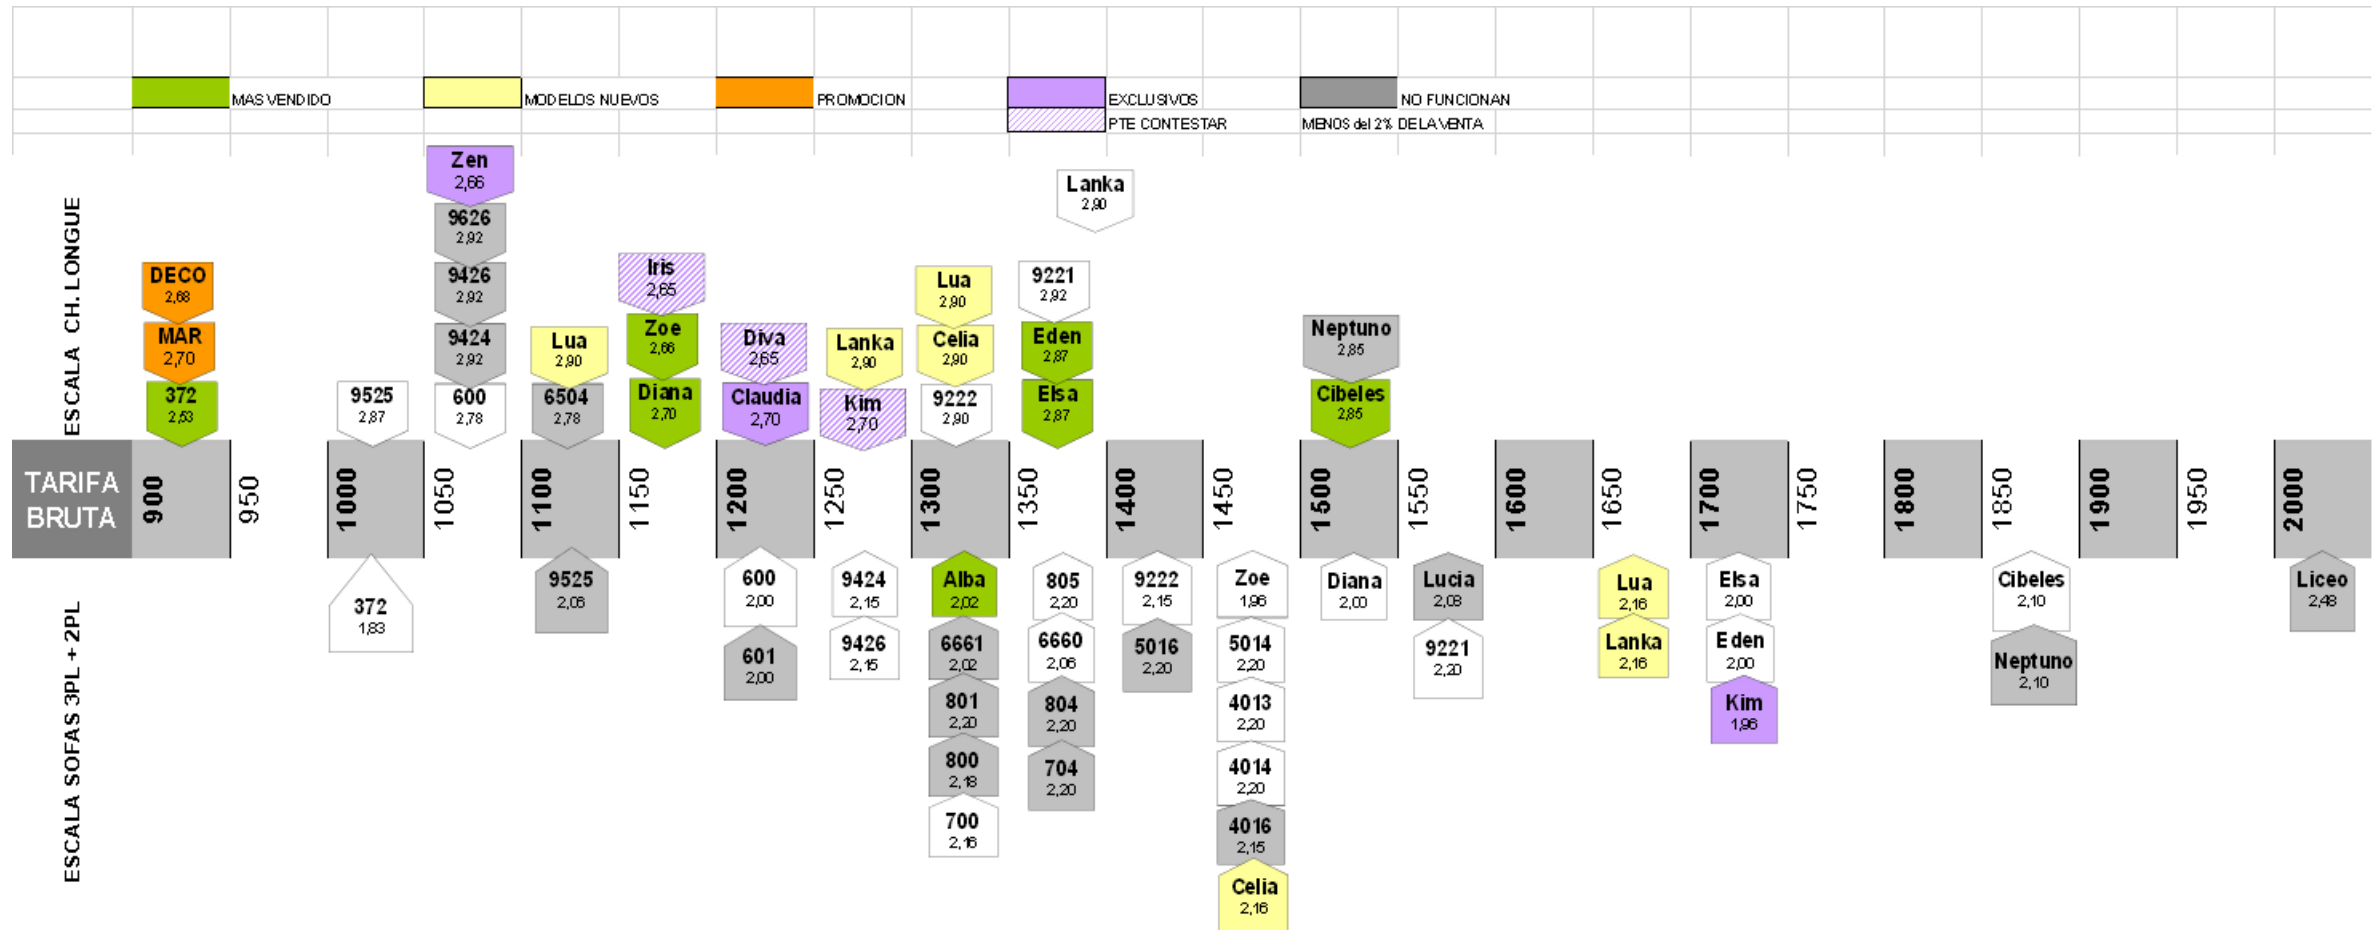 MAS VENDIDO
MODELOS NUEVOS
PROMOCION
EXCLUSIVOS
NO FUNCIONAN
PTE CONTESTAR
MENOS del 2% DE LA VENTA
ESCALA CH. LONGUE
DECO
2,68
MAR
2,70
372
2,53
9525
2,87
Zen
2,66
9626
2,92
9426
2,92
9424
2,92
600
2,78
Lua
2,90
6504
2,78
Iris
2,65
Zoe
2,66
Diana
2,70
Diva
2,65
Claudia
2,70
Lanka
2,90
Kim
2,70
Lua
2,90
Celia
2,90
9222
2,90
Lanka
2,90
9221
2,92
Eden
2,87
Elsa
2,87
Neptuno
2,85
Cibeles
2,85
TARIFA
BRUTA
900
950
1000
1050
1100
1150
1200
1250
1300
1350
1400
1450
1500
1550
1600
1650
1700
1750
1800
1850
1900
1950
2000
ESCALA SOFAS 3PL + 2PL
372
1,83
9525
2,06
600
2,00
601
2,00
9424
2,15
9426
2,15
Alba
2,02
6661
2,02
801
2,20
800
2,18
700
2,16
805
2,20
6660
2,06
804
2,20
704
2,20
9222
2,15
5016
2,20
Zoe
1,96
5014
2,20
4013
2,20
4014
2,20
4016
2,15
Celia
2,16
Diana
2,00
Lucia
2,03
9221
2,20
Lua
2,16
Lanka
2,16
Elsa
2,00
Eden
2,00
Kim
1,96
Cibeles
2,10
Neptuno
2,10
Liceo
2,48